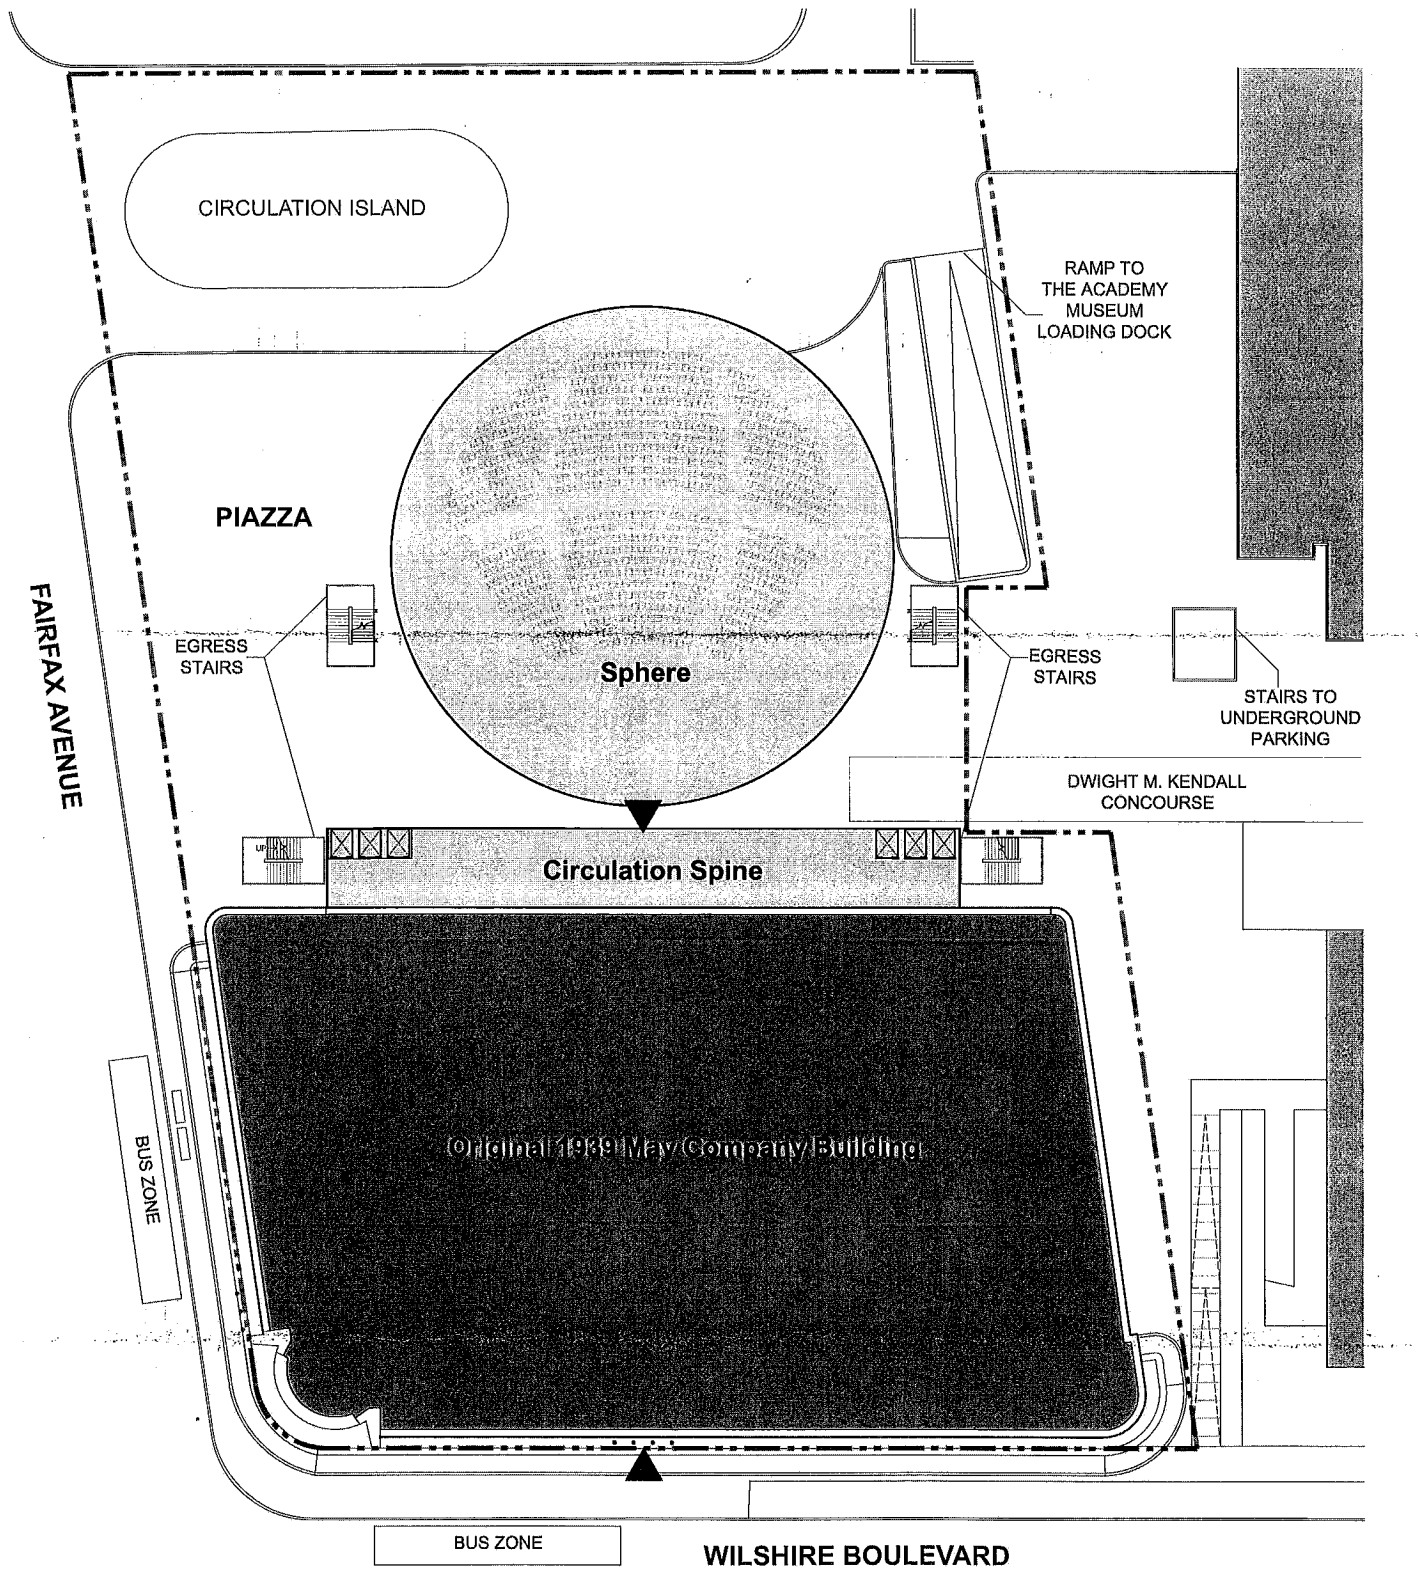 CIRCULATION ISLAND
RAMP TO
THE ACADEMY
MUSEUM
LOADING DOCK
PIAZZA
FAIRFAX AVENUE
EGRESS
STAIRS
Sphere
EGRESS
STAIRS
STAIRS TO
UNDERGROUND
PARKING
DWIGHT M. KENDALL
CONCOURSE
UP
Circulation Spine
Original 1939 May Company Building
BUS ZONE
BUS ZONE
WILSHIRE BOULEVARD